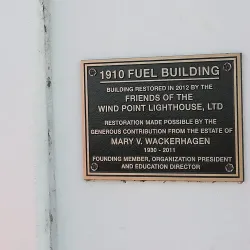 1910 FUEL BUILDING
BUILDING RESTORED IN 2012 BY THE
FRIENDS OF THE
WIND POINT LIGHTHOUSE, LTD
RESTORATION MADE POSSIBLE BY THE
GENEROUS CONTRIBUTION FROM THE ESTATE OF
MARY V. WACKERHAGEN
1930 - 2011
FOUNDING MEMBER, ORGANIZATION PRESIDENT
AND EDUCATION DIRECTOR